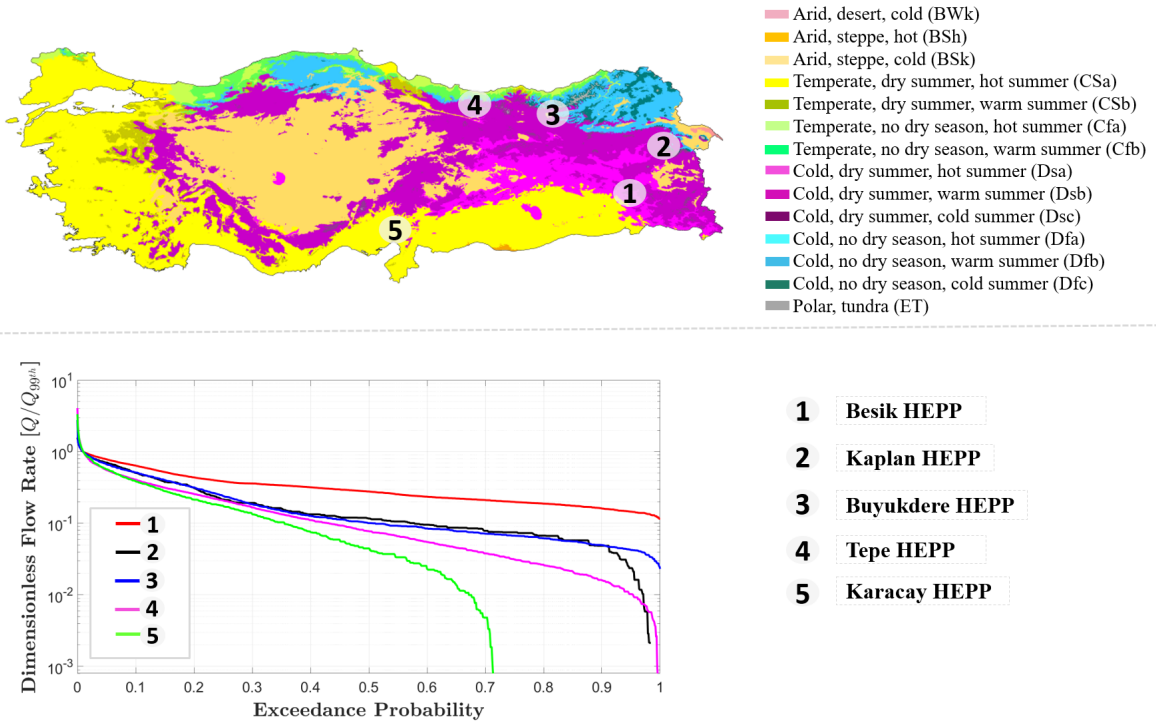 Arid, desert, cold (BWk)
Arid, steppe, hot (BSh)
Arid, steppe, cold (BSk)
Temperate, dry summer, hot summer (CSa)
Temperate, dry summer, warm summer (CSb)
Temperate, no dry season, hot summer (Cfa)
Temperate, no dry season, warm summer (Cfb)
Cold, dry summer, hot summer (Dsa)
Cold, dry summer, warm summer (Dsb)
Cold, dry summer, cold summer (Dsc)
Cold, no dry season, hot summer (Dfa)
Cold, no dry season, warm summer (Dfb)
Cold, no dry season, cold summer (Dfc)
Polar, tundra (ET)
4
3
2
1
5
Dimensionless Flow Rate [Q/Q99th]
10^1
10^0
10^-1
10^-2
10^-3
1
2
3
4
5
0 0.1 0.2 0.3 0.4 0.5 0.6 0.7 0.8 0.9 1
Exceedance Probability
1 Besik HEPP
2 Kaplan HEPP
3 Buyukdere HEPP
4 Tepe HEPP
5 Karacay HEPP